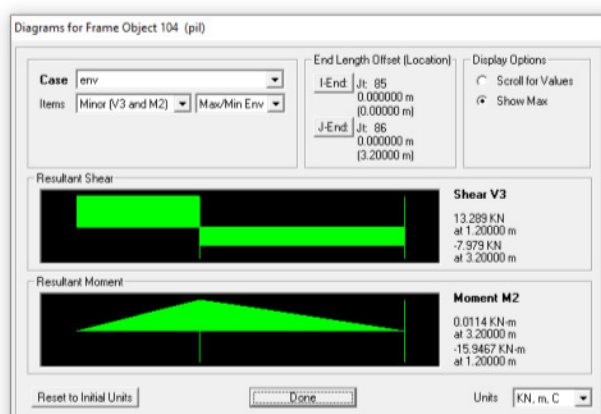 Diagrams for Frame Object 104 (pil)
Case env
Items Minor (V3 and M2) Max/Min Env
End Length Offset (Location)
I-End: Jt: 85
0.000000 m
(0.00000 m)
J-End: Jt: 86
0.000000 m
(3.20000 m)
Display Options
Scroll for Values
Show Max
Resultant Shear
Shear V3
13.289 KN
at 1.20000 m
-7.979 KN
at 3.20000 m
Resultant Moment
Moment M2
0.0114 KN-m
at 3.20000 m
-15.9467 KN-m
at 1.20000 m
Reset to Initial Units
Done
Units KN, m, C